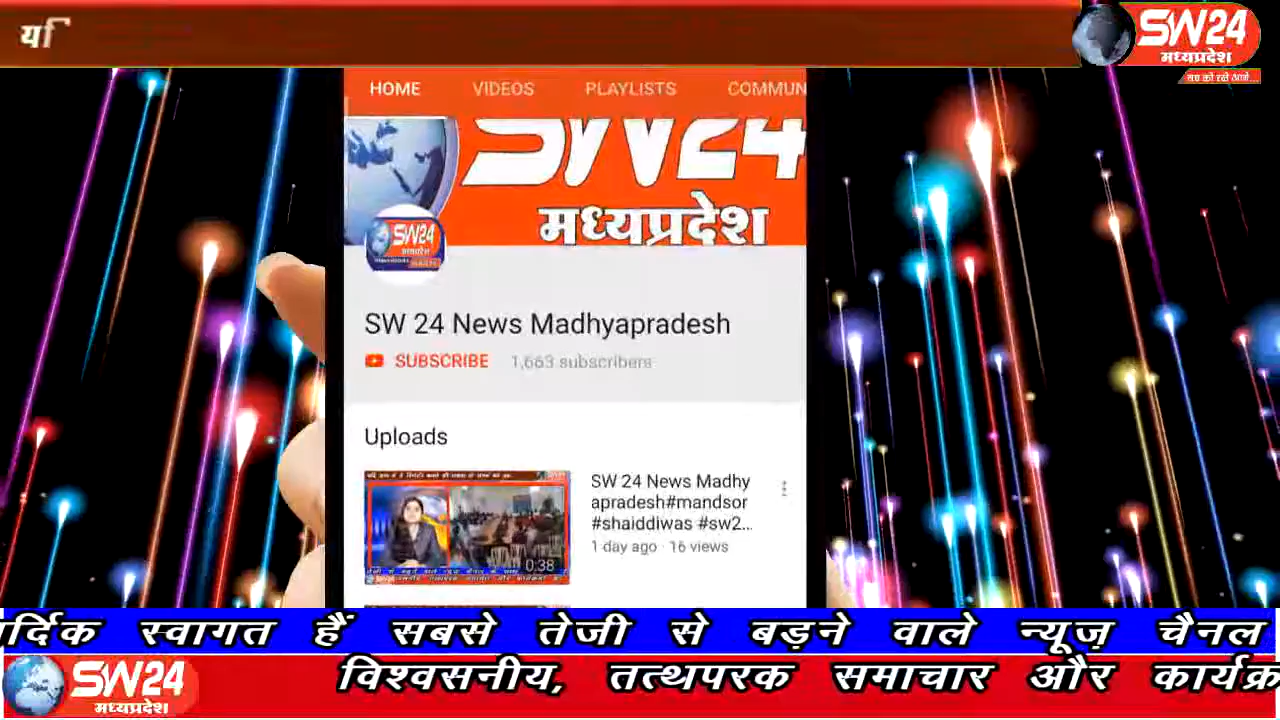 SW24
मध्यप्रदेश
HOME VIDEOS PLAYLISTS COMMUN
SW24
मध्यप्रदेश
SW24
SW 24 News Madhyapradesh
SUBSCRIBE 1,663 subscribers
Uploads
SW 24 News Madhy
apradesh#mandsor
#shaiddiwas #sw2...
1 day ago · 16 views
0:38
र्दिक स्वागत हैं सबसे तेजी से बड़ने वाले न्यूज़ चैनल
विश्वसनीय, तत्थपरक समाचार और कार्यक्र
SW24
मध्यप्रदेश